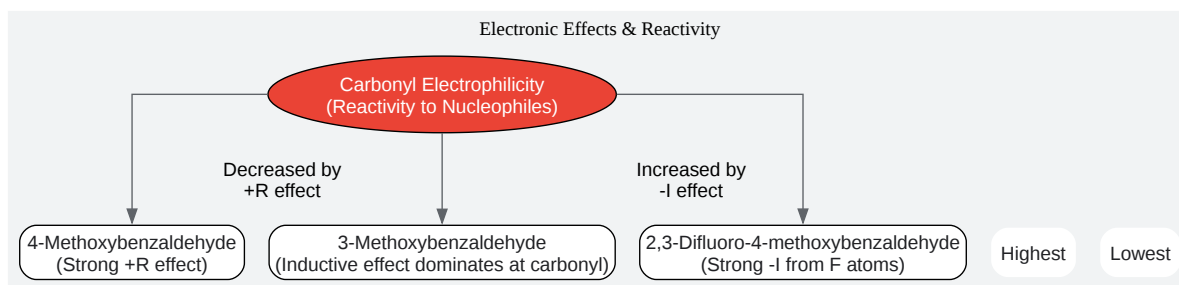 Electronic Effects & Reactivity
Carbonyl Electrophilicity
(Reactivity to Nucleophiles)
Decreased by
+R effect
Increased by
-I effect
4-Methoxybenzaldehyde
(Strong +R effect)
3-Methoxybenzaldehyde
(Inductive effect dominates at carbonyl)
2,3-Difluoro-4-methoxybenzaldehyde
(Strong -I from F atoms)
Highest
Lowest